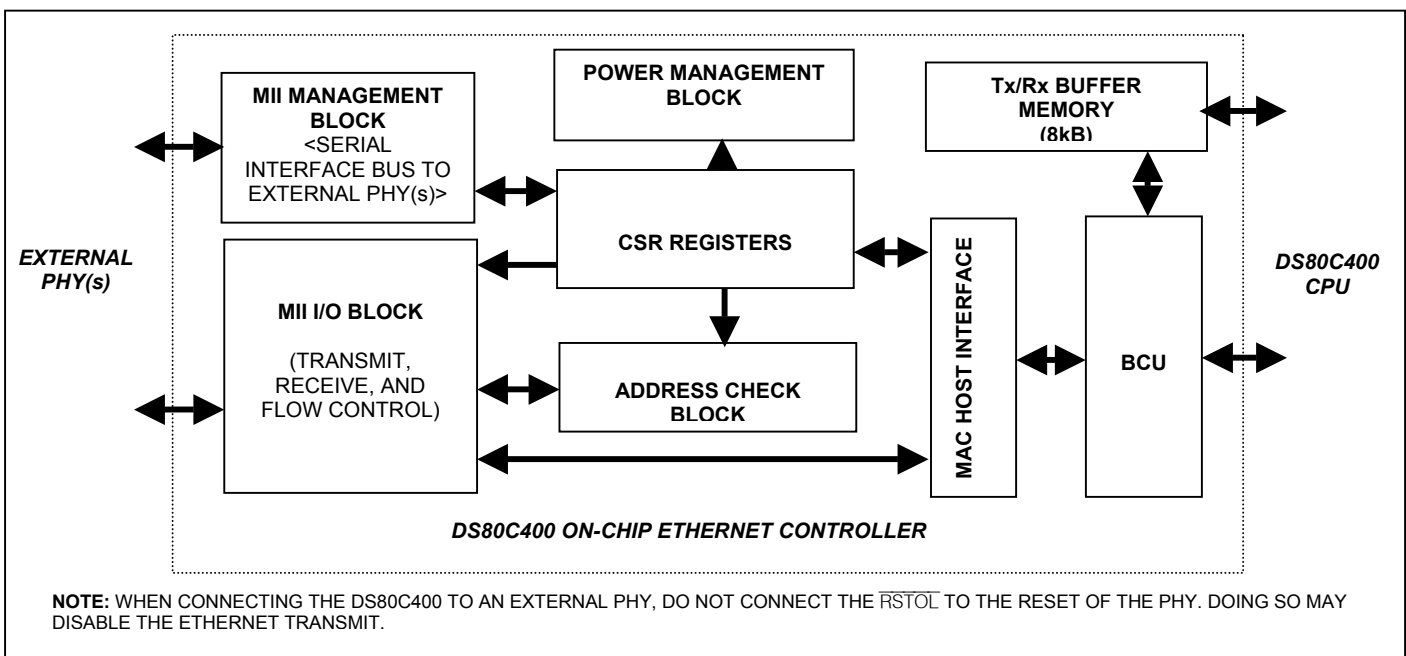 POWER MANAGEMENT
BLOCK
MII MANAGEMENT
BLOCK
<SERIAL
INTERFACE BUS TO
EXTERNAL PHY(s)>
Tx/Rx BUFFER
MEMORY
(8kB)
CSR REGISTERS
EXTERNAL
PHY(s)
MII I/O BLOCK
(TRANSMIT,
RECEIVE, AND
FLOW CONTROL)
ADDRESS CHECK
BLOCK
MAC HOST INTERFACE
BCU
DS80C400
CPU
DS80C400 ON-CHIP ETHERNET CONTROLLER
NOTE: WHEN CONNECTING THE DS80C400 TO AN EXTERNAL PHY, DO NOT CONNECT THE RSTOL TO THE RESET OF THE PHY. DOING SO MAY
DISABLE THE ETHERNET TRANSMIT.